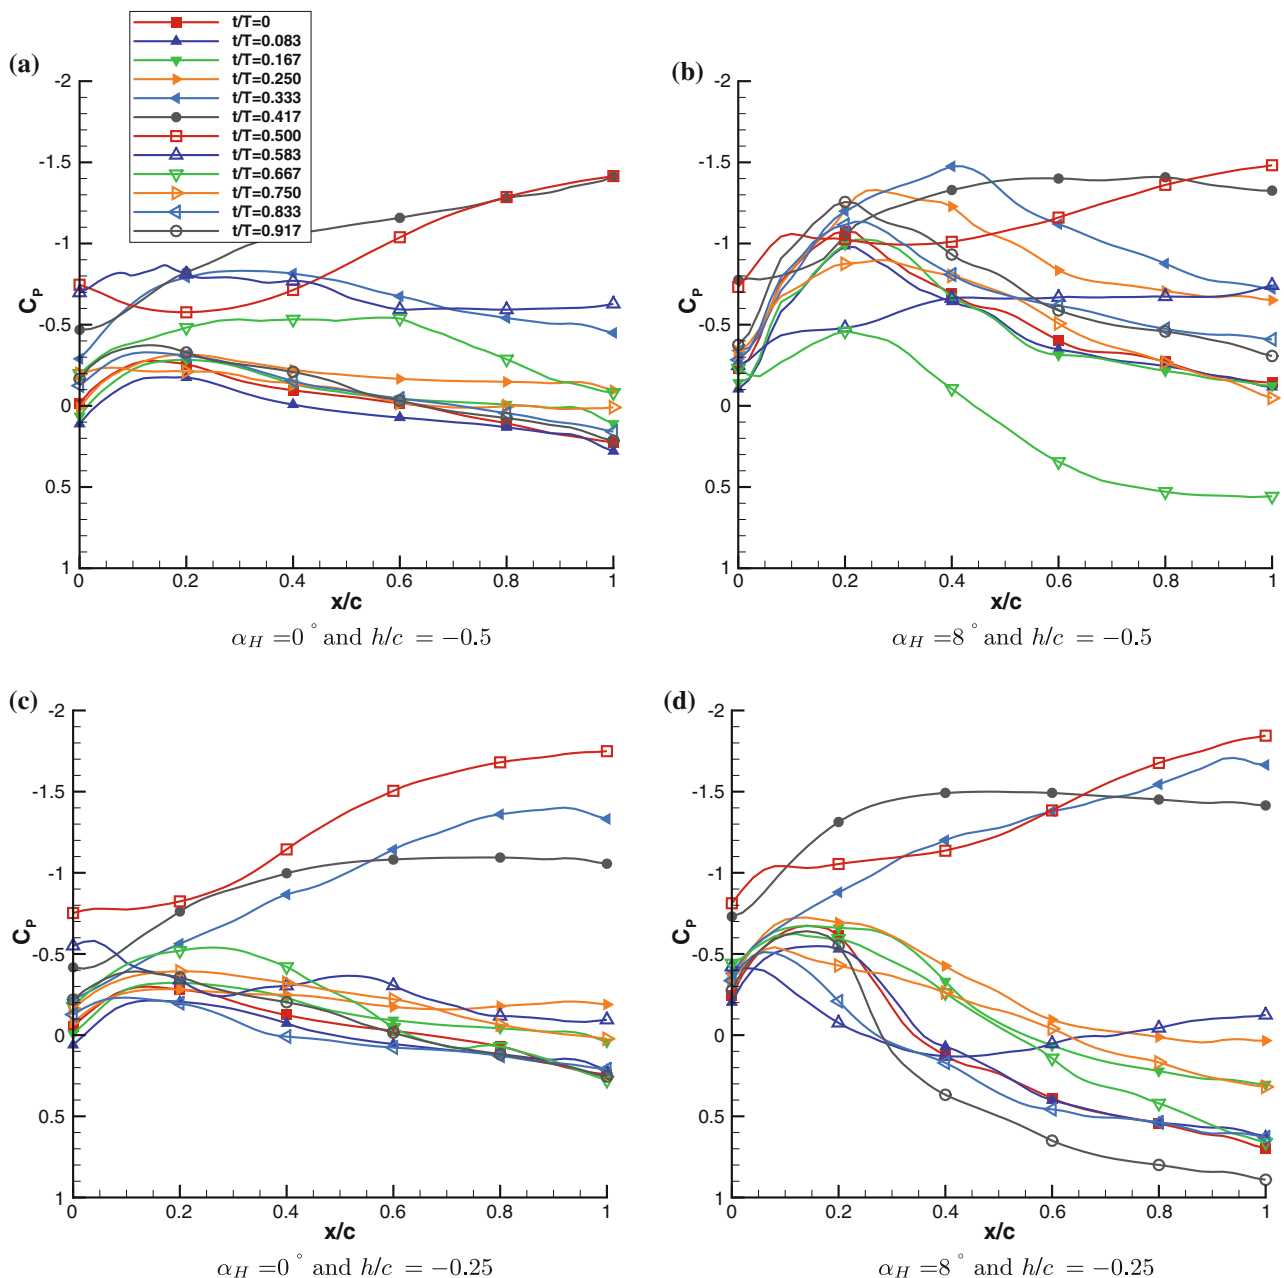 t/T=0
t/T=0.083
t/T=0.167
t/T=0.250
t/T=0.333
t/T=0.417
t/T=0.500
t/T=0.583
t/T=0.667
t/T=0.750
t/T=0.833
t/T=0.917
(a)
-2
-1.5
-1
-0.5
0
0.5
1
C_P
0 0.2 0.4 0.6 0.8 1
x/c
α_H =0 ° and h/c = −0.5
(b)
-2
-1.5
-1
-0.5
0
0.5
1
C_P
0 0.2 0.4 0.6 0.8 1
x/c
α_H =8 ° and h/c = −0.5
(c)
-2
-1.5
-1
-0.5
0
0.5
1
C_P
0 0.2 0.4 0.6 0.8 1
x/c
α_H =0 ° and h/c = −0.25
(d)
-2
-1.5
-1
-0.5
0
0.5
1
C_P
0 0.2 0.4 0.6 0.8 1
x/c
α_H =8 ° and h/c = −0.25